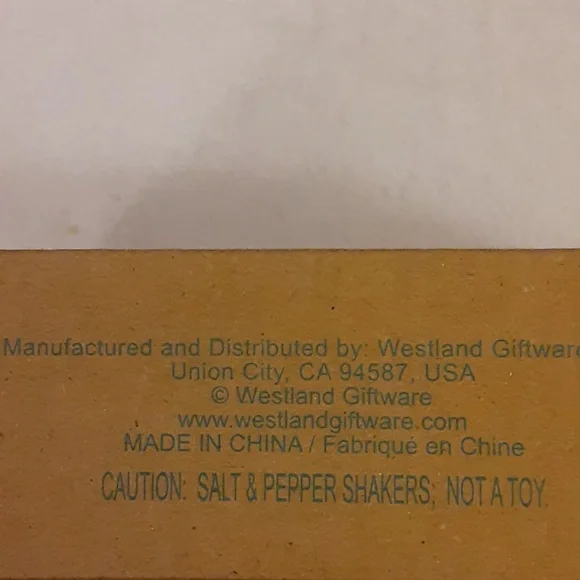 Manufactured and Distributed by: Westland Giftware
Union City, CA 94587, USA
© Westland Giftware
www.westlandgiftware.com
MADE IN CHINA / Fabriqué en Chine
CAUTION: SALT & PEPPER SHAKERS; NOT A TOY.